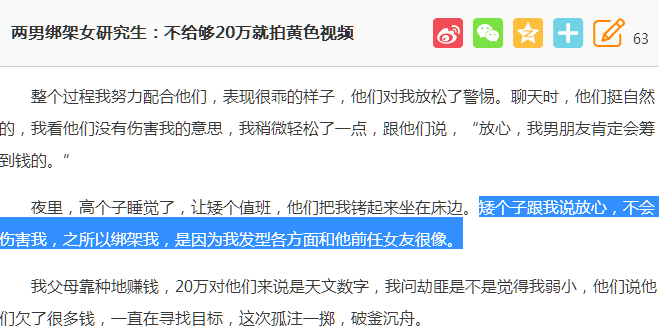 两男绑架女研究生：不给够20万就拍黄色视频
63
整个过程我努力配合他们，表现很乖的样子，他们对我放松了警惕。聊天时，他们挺自然
的，我看他们没有伤害我的意思，我稍微轻松了一点，跟他们说，“放心，我男朋友肯定会筹
到钱的。“
夜里，高个子睡觉了，让矮个值班，他们把我铐起来坐在床边。矮个子跟我说放心，不会
伤害我，之所以绑架我，是因为我发型各方面和他前任女友很像。
我父母靠种地赚钱，20万对他们来说是天文数字，我问劫匪是不是觉得我弱小，他们说他
们欠了很多钱，一直在寻找目标，这次孤注一掷，破釜沉舟。